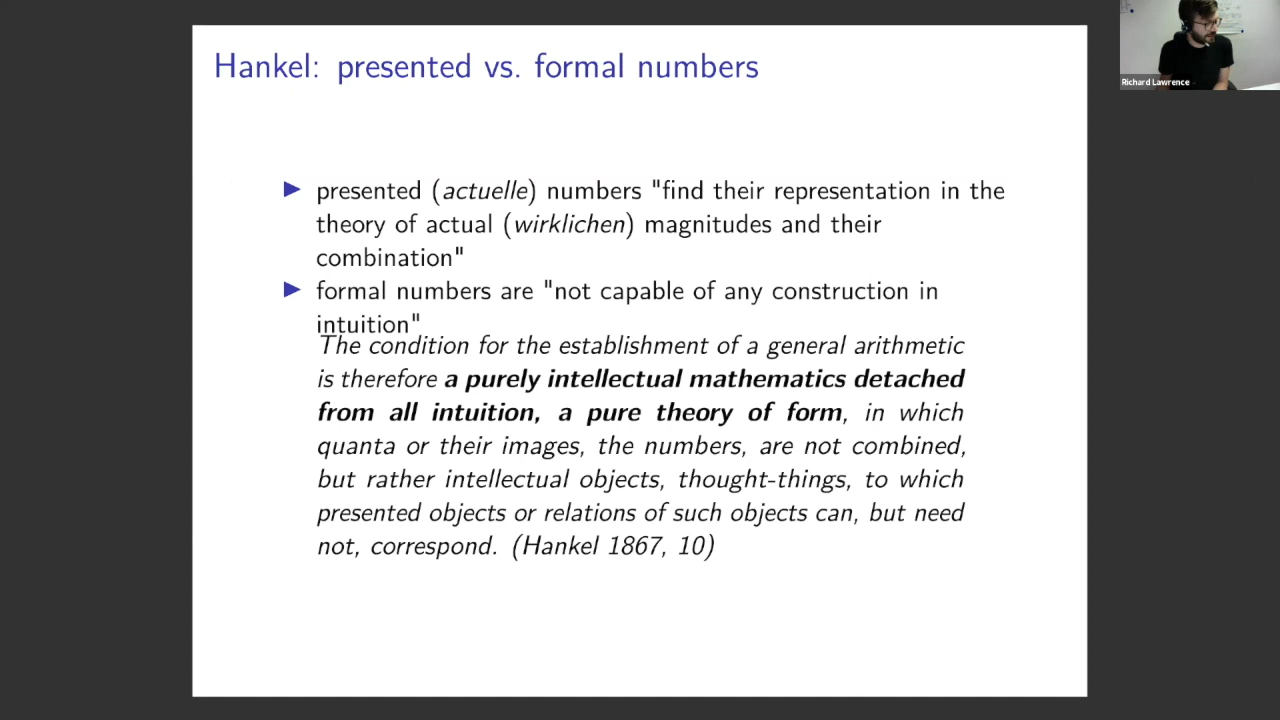 Hankel: presented vs. formal numbers
Richard Lawrence
▶ presented (actuelle) numbers "find their representation in the
theory of actual (wirklichen) magnitudes and their
combination"
▶ formal numbers are "not capable of any construction in
intuition"
The condition for the establishment of a general arithmetic
is therefore a purely intellectual mathematics detached
from all intuition, a pure theory of form, in which
quanta or their images, the numbers, are not combined,
but rather intellectual objects, thought-things, to which
presented objects or relations of such objects can, but need
not, correspond. (Hankel 1867, 10)